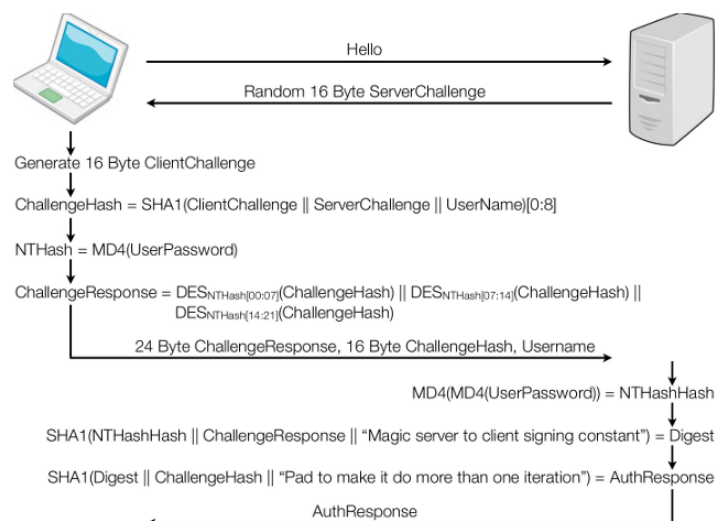 Hello
Random 16 Byte ServerChallenge
Generate 16 Byte ClientChallenge
ChallengeHash = SHA1(ClientChallenge || ServerChallenge || UserName)[0:8]
NTHash = MD4(UserPassword)
ChallengeResponse = DESNTHash[00:07](ChallengeHash) || DESNTHash[07:14](ChallengeHash) ||
DESNTHash[14:21](ChallengeHash)
24 Byte ChallengeResponse, 16 Byte ChallengeHash, Username
MD4(MD4(UserPassword)) = NTHashHash
SHA1(NTHashHash || ChallengeResponse || “Magic server to client signing constant”) = Digest
SHA1(Digest || ChallengeHash || “Pad to make it do more than one iteration”) = AuthResponse
AuthResponse